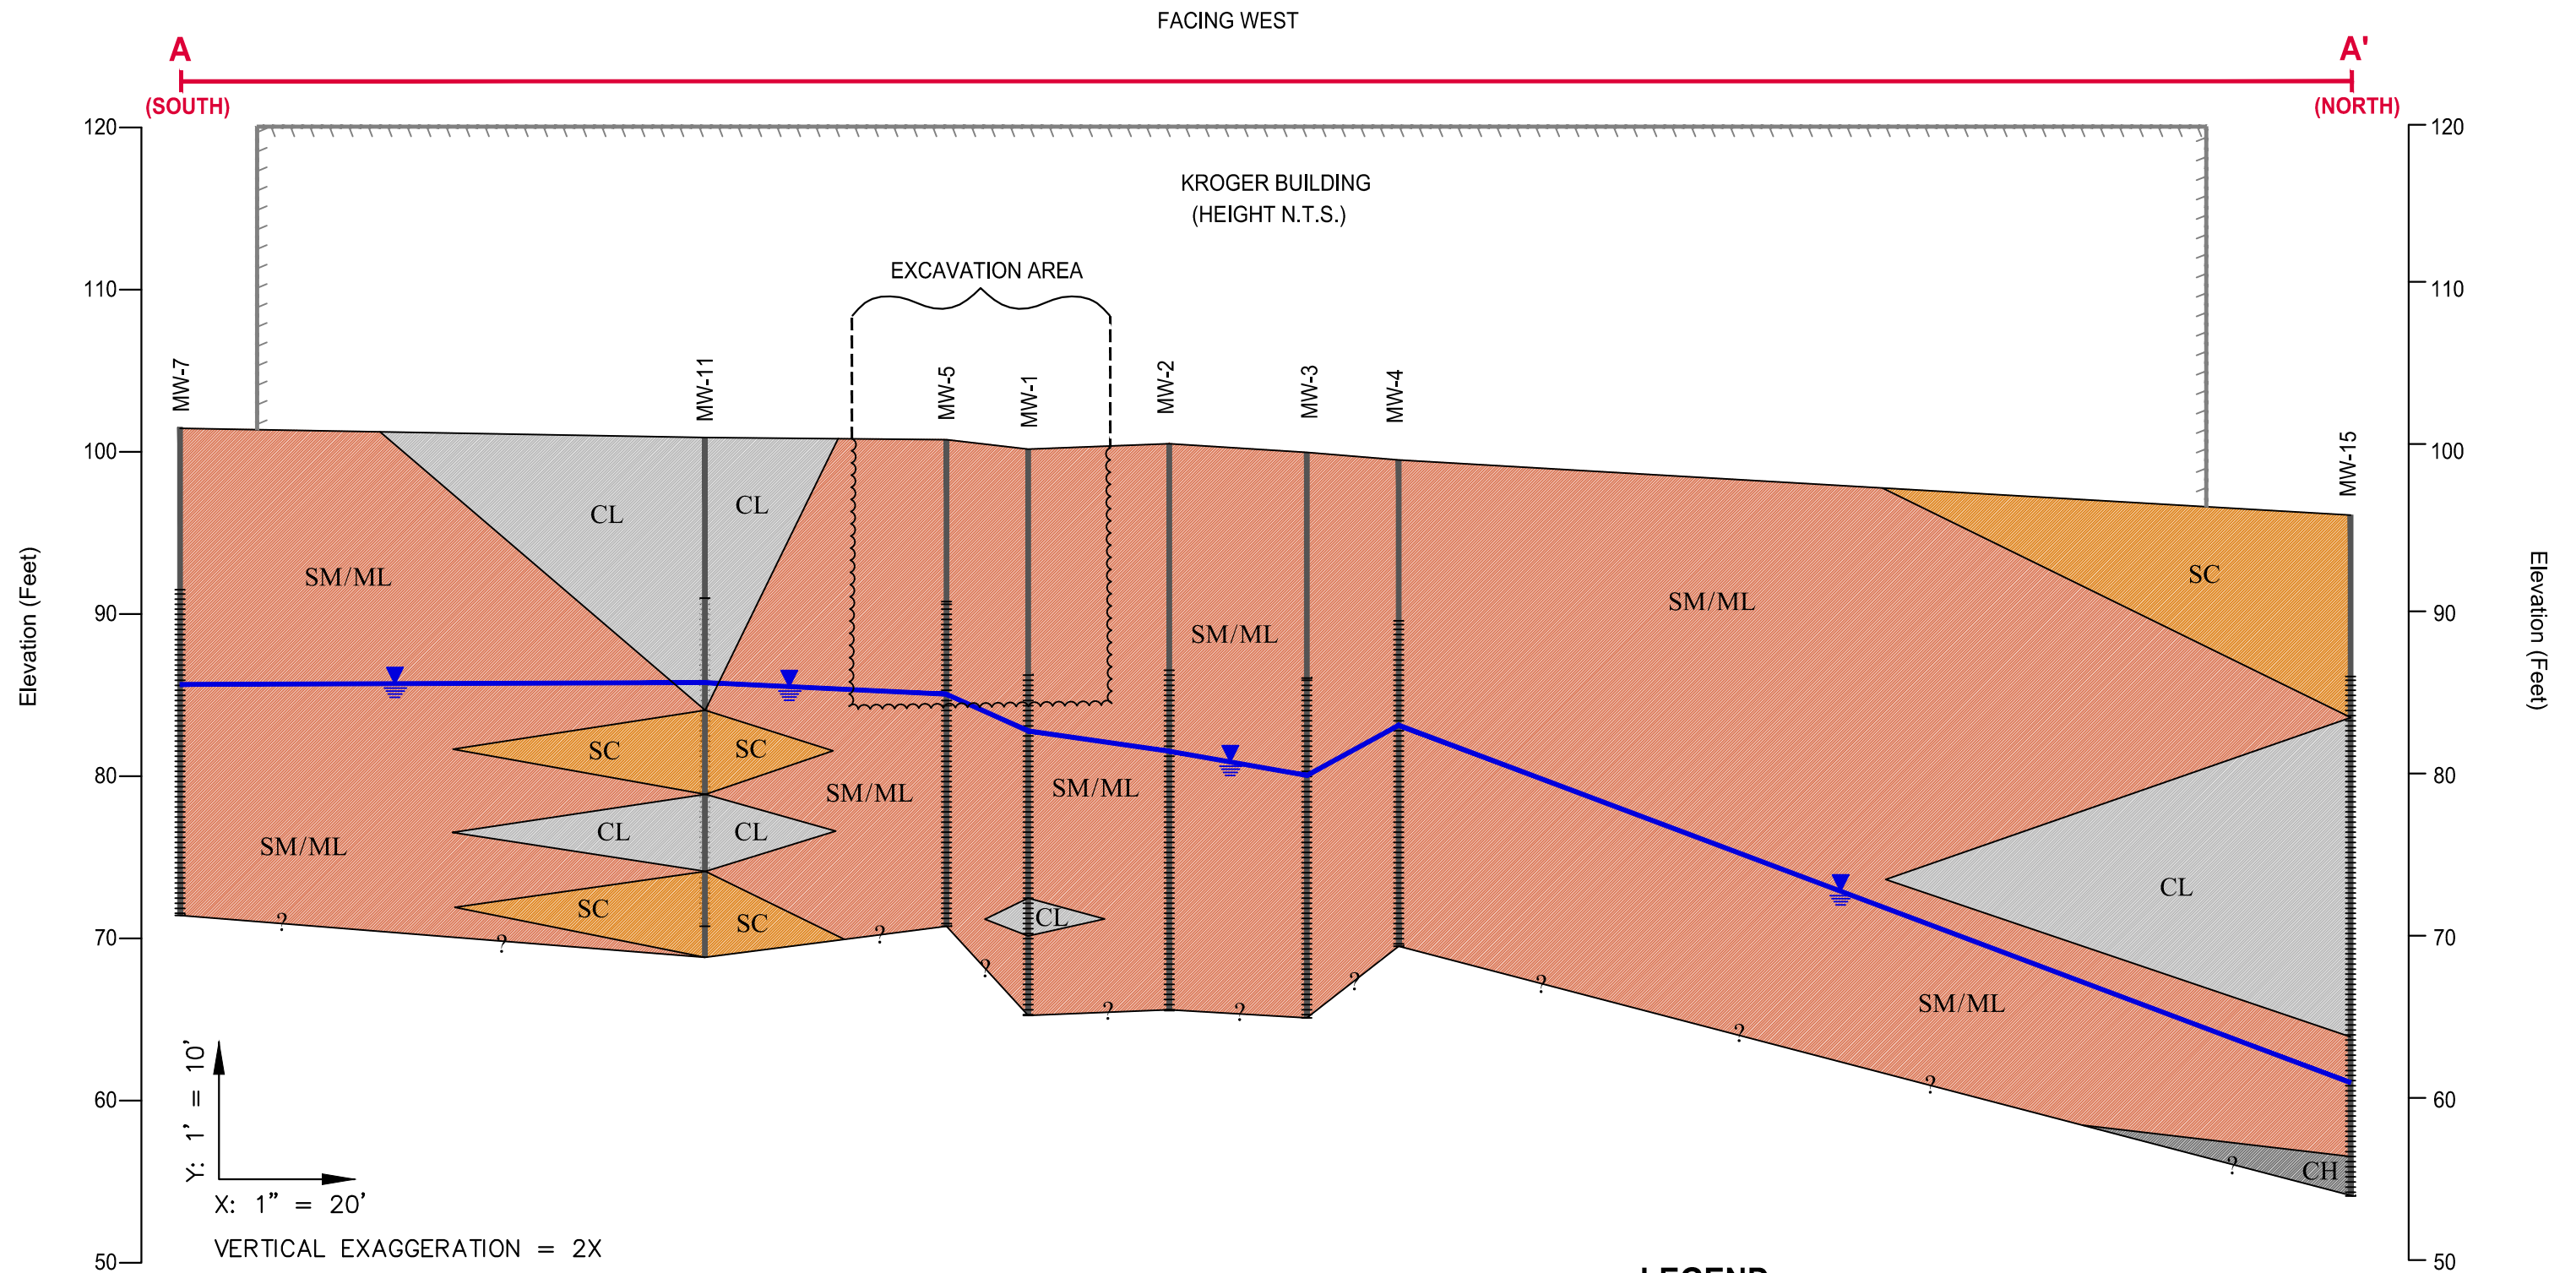 FACING WEST
A
A'
(SOUTH)
(NORTH)
120
120
KROGER BUILDING
(HEIGHT N.T.S.)
EXCAVATION AREA
110
110
MW-7
MW-11
MW-5
MW-1
MW-2
MW-3
MW-4
MW-15
100
100
CL
CL
SM/ML
SM/ML
SC
90
90
SM/ML
Elevation (Feet)
Elevation (Feet)
SC
SC
80
80
SM/ML
SM/ML
CL
CL
SM/ML
CL
SC
SC
CL
70
70
?
?
?
?
?
?
?
?
?
?
?
SM/ML
CH
Y: 1' = 10'
60
60
X: 1" = 20'
VERTICAL EXAGGERATION = 2X
50
50
LEGEND